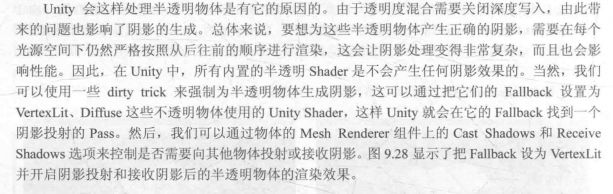 Unity 会这样处理半透明物体是有它的原因的。由于透明度混合需要关闭深度写入，由此带
来的问题也影响了阴影的生成。总体来说，要想为这些半透明物体产生正确的阴影，需要在每个
光源空间下仍然严格按照从后往前的顺序进行渲染，这会让阴影处理变得非常复杂，而且也会影
响性能。因此，在 Unity 中，所有内置的半透明 Shader 是不会产生任何阴影效果的。当然，我们
可以使用一些 dirty trick 来强制为半透明物体生成阴影，这可以通过把它们的 Fallback 设置为
VertexLit、Diffuse 这些不透明物体使用的 Unity Shader，这样 Unity 就会在它的 Fallback 找到一个
阴影投射的 Pass。然后，我们可以通过物体的 Mesh Renderer 组件上的 Cast Shadows 和 Receive
Shadows 选项来控制是否需要向其他物体投射或接收阴影。图 9.28 显示了把 Fallback 设为 VertexLit
并开启阴影投射和接收阴影后的半透明物体的渲染效果。